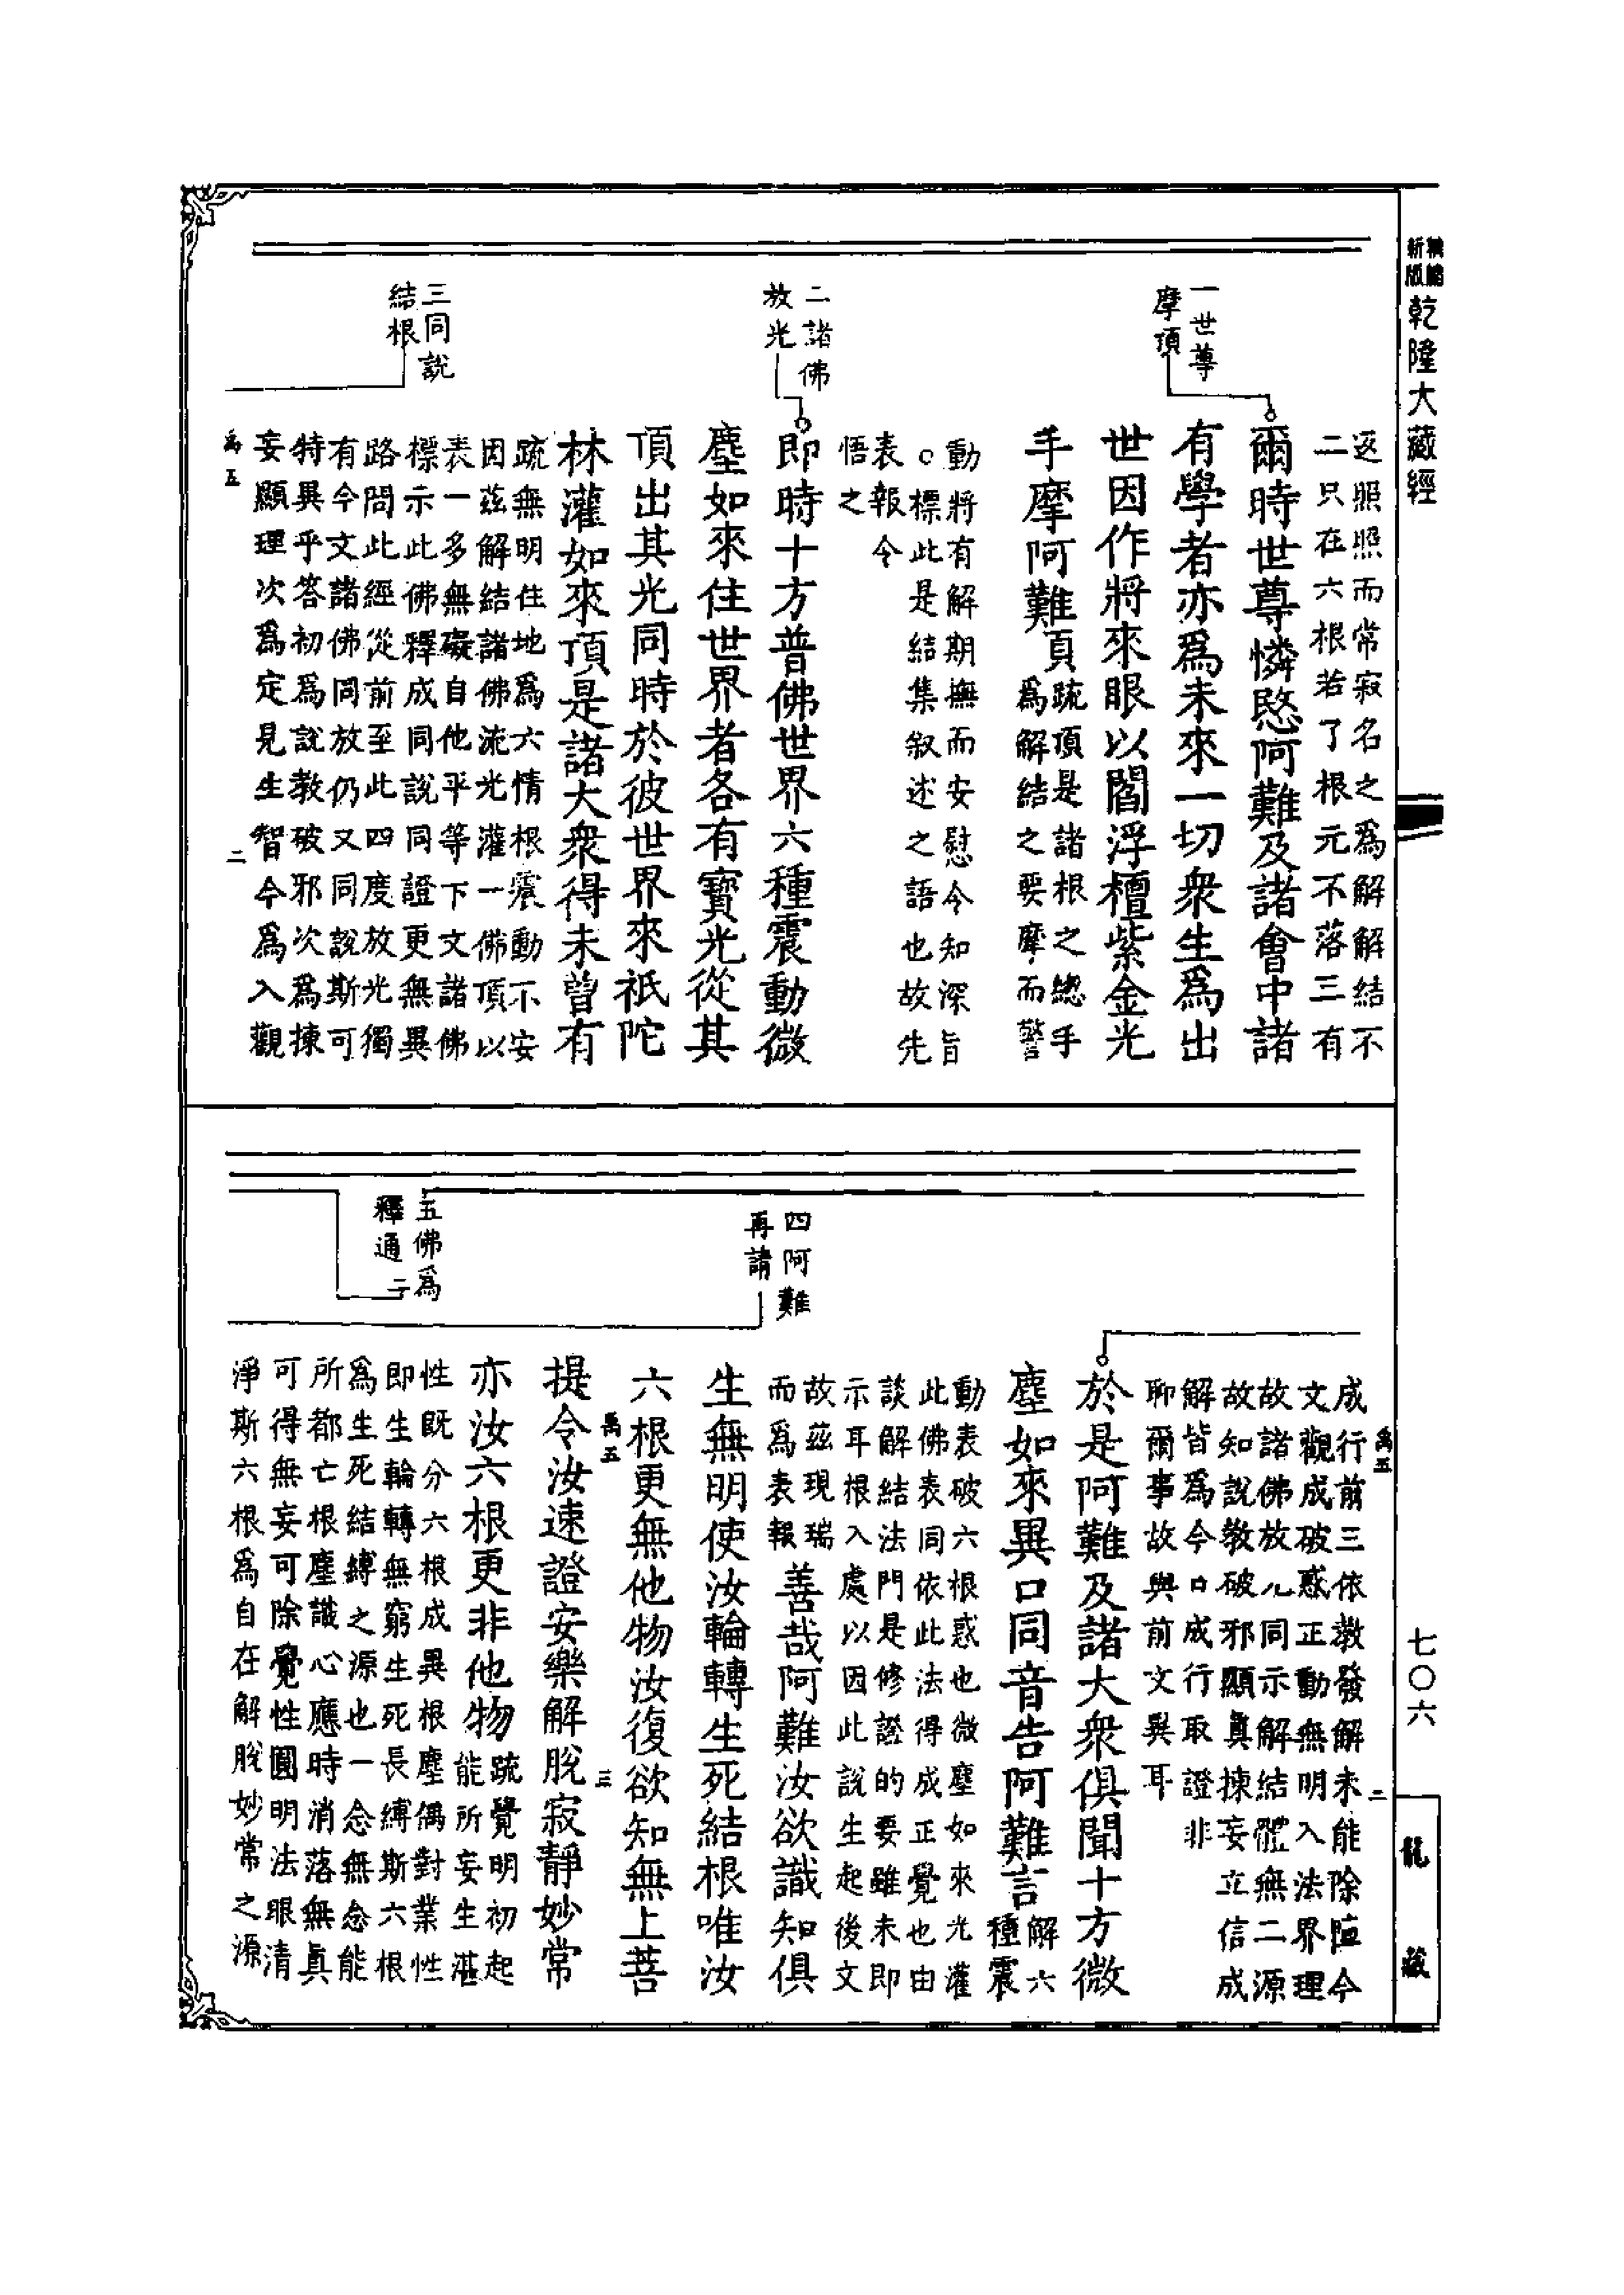 新版
乾隆大藏經
七〇六
龍藏
一世尊
摩頂
二諸佛
放光
三同說
結根
返照照而常寂名之爲解解結不
二只在六根若了根元不落三有
爾時世尊憐愍阿難及諸會中諸
有學者亦爲未來一切衆生爲出
世因作將來眼以閻浮檀紫金光
手摩阿難頂疏頂是諸根之總手
爲解結之要摩而警
動將有解期撫而安慰令知深旨
○標此是結集叙述之語也故先
表報令
悟之
即時十方普佛世界六種震動微
塵如來住世界者各有寶光從其
頂出其光同時於彼世界來祇陀
林灌如來頂是諸大衆得未曾有
疏無明住地爲六情根震動不安
因茲解結諸佛流光灌一佛頂以
表一多無礙自他平等下文諸佛
標示此佛釋成同說同證更無異
路問此經從前至此四度放光獨
有今文諸佛同放仍又同說斯可
特異乎答初爲說教破邪次爲揀
妄顯理次爲定見生智今爲入觀
禹五
二
四阿難
再請
五佛爲
釋通二
禹五
二
成行前三依教發解未能除障今
文觀成破惑正動無明入法界理
故諸佛放光同示解結體無二源
故知說教破邪顯眞揀妄立信成
解皆爲今日成行取證非
聊爾事故與前文異耳
於是阿難及諸大衆俱聞十方微
塵如來異口同音告阿難言解六
種震
動表破六根惑也微塵如來光灌
此佛表同依此法得成正覺也由
談解結法門是修證的要雖未即
示耳根入處以因此說生起後文
故茲現瑞
而爲表報
善哉阿難汝欲識知俱
生無明使汝輪轉生死結根唯汝
六根更無他物汝復欲知無上菩
禹五
三
提令汝速證安樂解脫寂靜妙常
亦汝六根更非他物疏覺明初起
能所妄生湛
性既分六根成異根塵偶對業性
即生輪轉無窮生死長縛斯六根
爲生死結縛之源也一念無念能
所都亡根塵識心應時消落無眞
可得無妄可除覺性圓明法眼清
淨斯六根爲自在解脫妙常之源